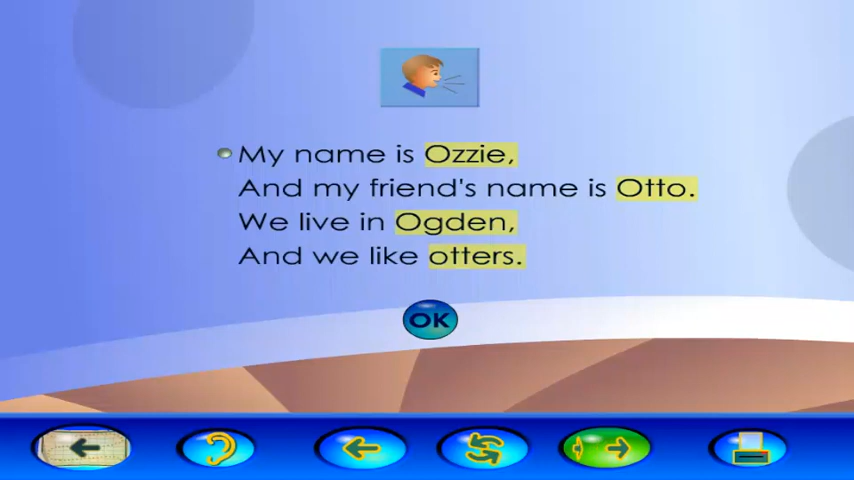 My name is Ozzie,
And my friend's name is Otto.
We live in Ogden,
And we like otters.
OK